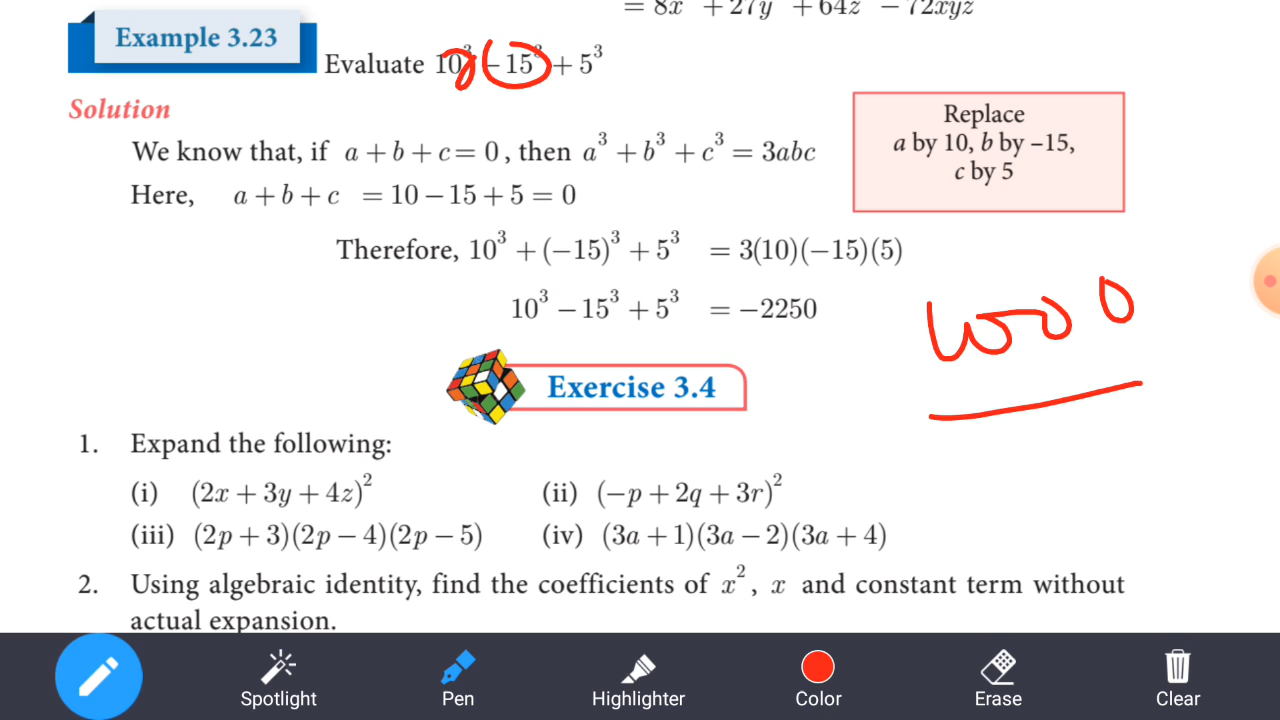 = 8x³ + 27y³ + 64z³ − 72xyz
Example 3.23
Evaluate 10³ − 15³ + 5³
Solution
We know that, if a + b + c = 0, then a³ + b³ + c³ = 3abc
Here, a + b + c = 10 − 15 + 5 = 0
Replace
a by 10, b by −15,
c by 5
Therefore, 10³ + (−15)³ + 5³ = 3(10)(−15)(5)
10³ − 15³ + 5³ = −2250
1000
Exercise 3.4
1. Expand the following:
(i) (2x + 3y + 4z)² (ii) (−p + 2q + 3r)²
(iii) (2p + 3)(2p − 4)(2p − 5) (iv) (3a + 1)(3a − 2)(3a + 4)
2. Using algebraic identity, find the coefficients of x², x and constant term without
actual expansion.
Spotlight Pen Highlighter Color Erase Clear